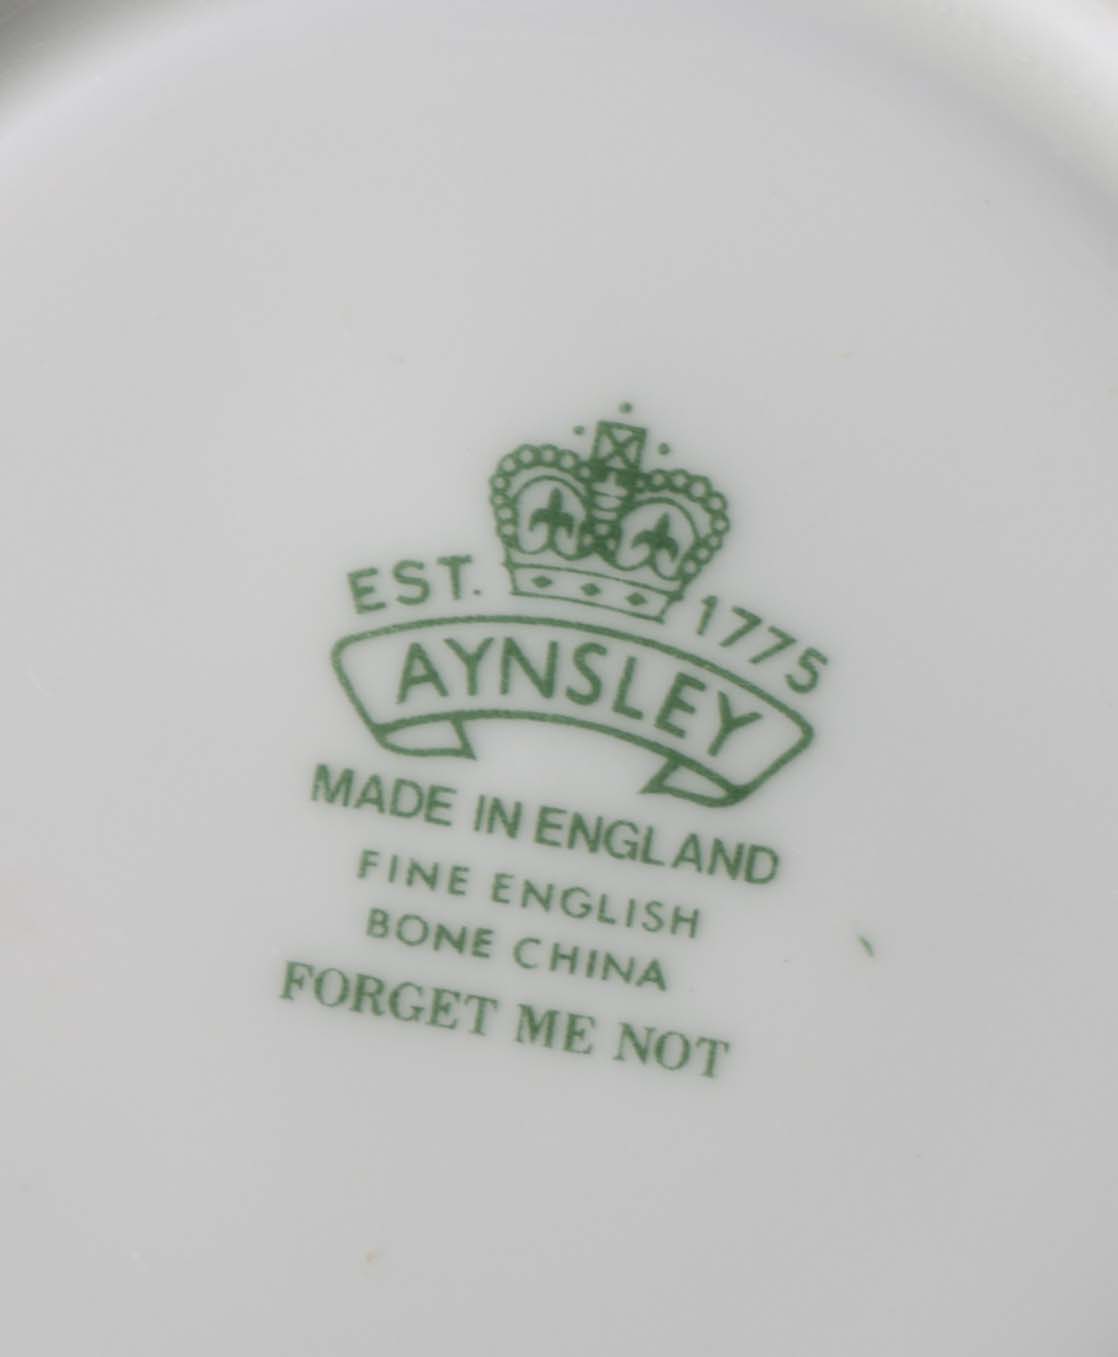 EST. 1775
AYNSLEY
MADE IN ENGLAND
FINE ENGLISH
BONE CHINA
FORGET ME NOT